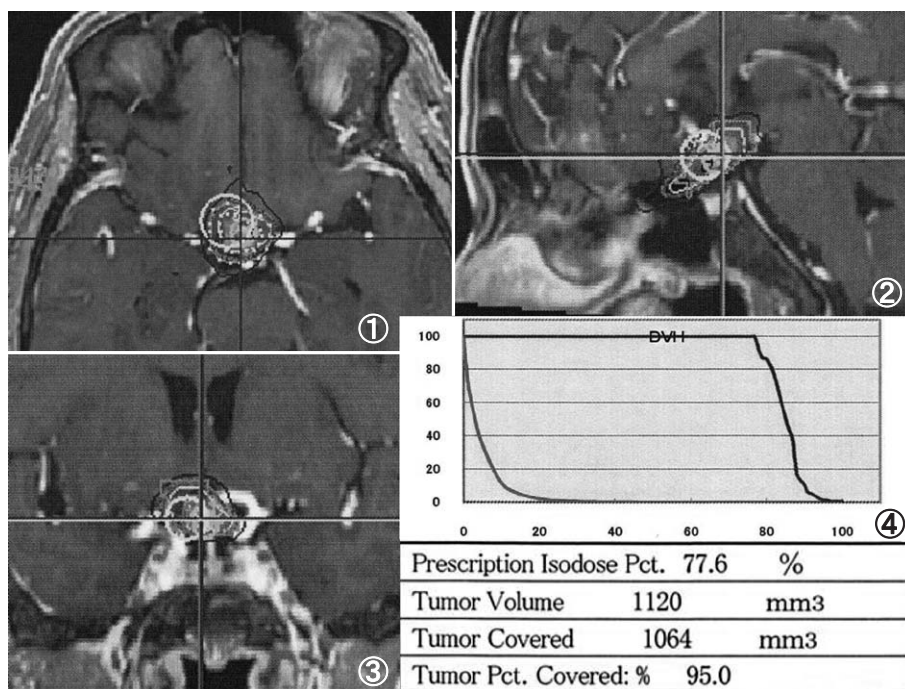 ①
②
③
DVH
100
80
60
40
20
0
0 20 40 60 80 100
④
Prescription Isodose Pct. 77.6 %
Tumor Volume 1120 mm3
Tumor Covered 1064 mm3
Tumor Pct. Covered: % 95.0